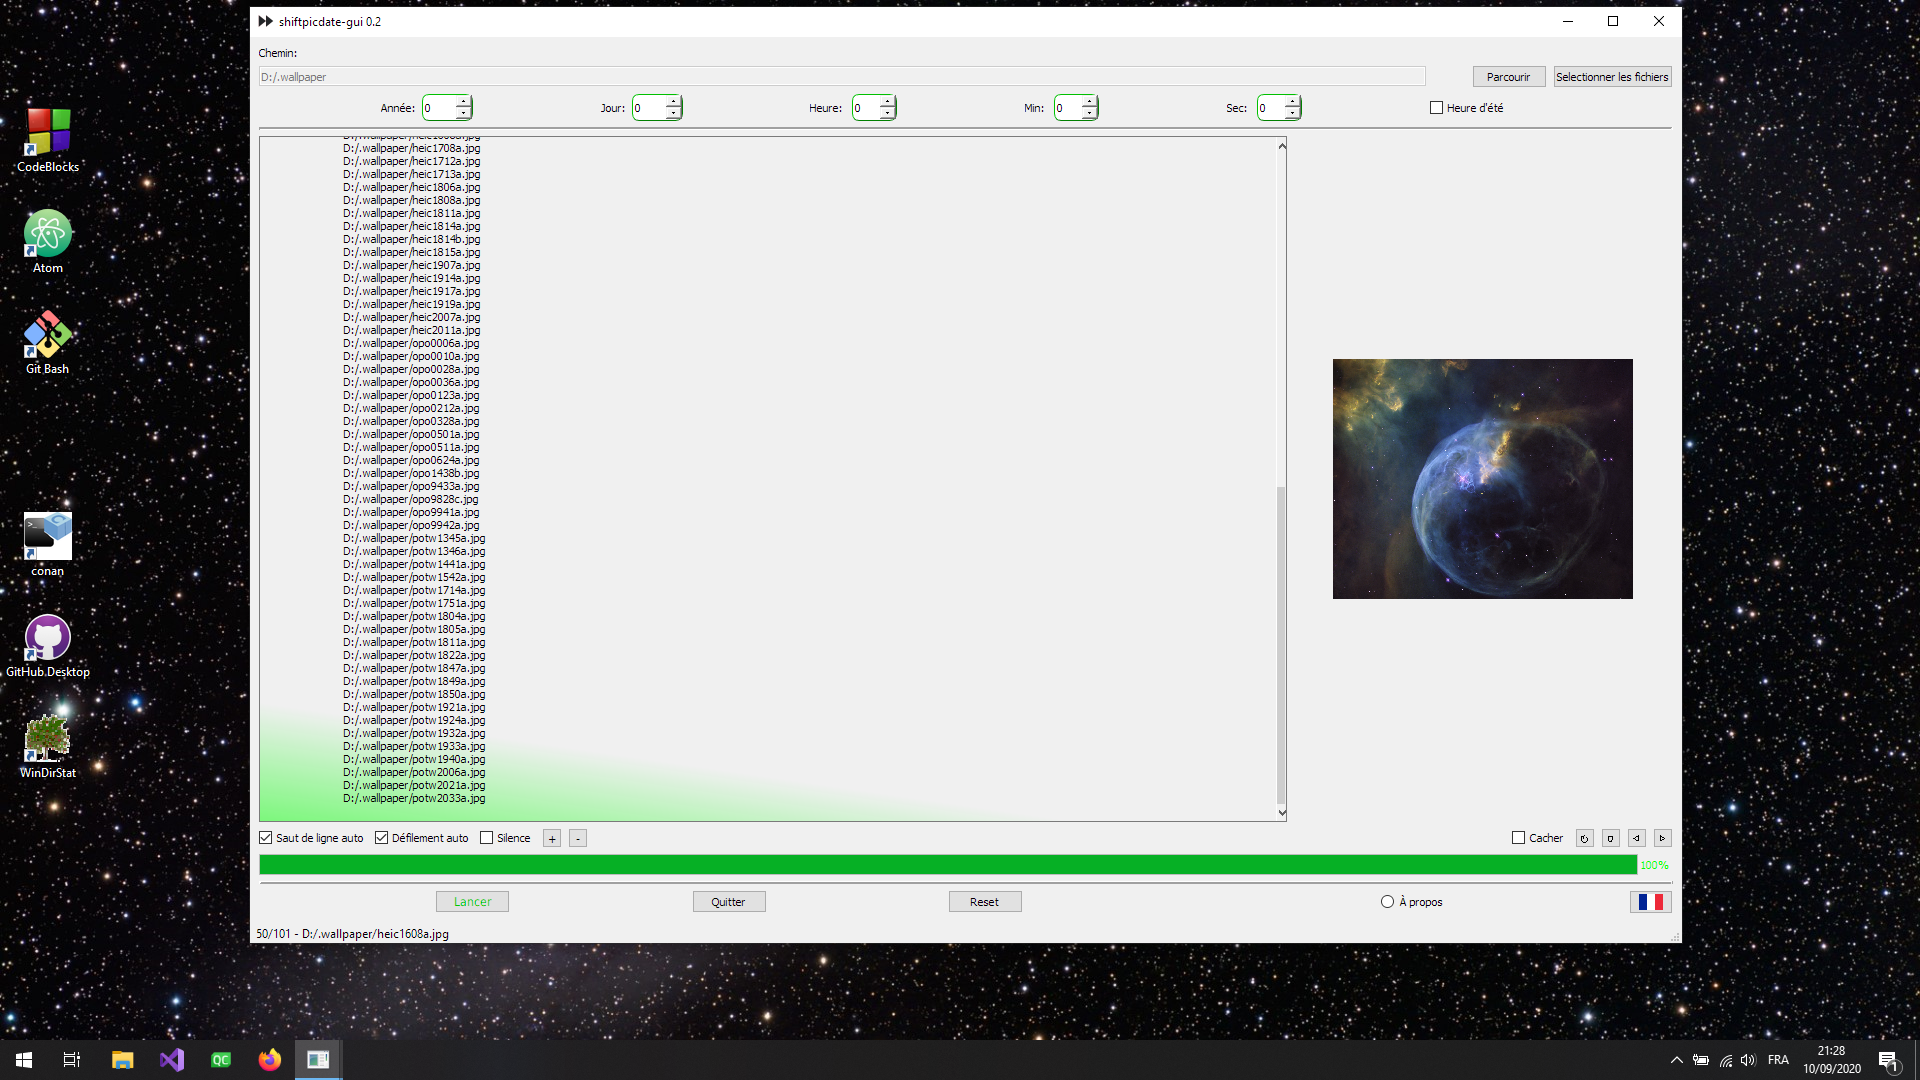 shiftpicdate-gui 0.2
Chemin:
D:/.wallpaper
Parcourir
Selectionner les fichiers
Année: 0
Jour: 0
Heure: 0
Min: 0
Sec: 0
Heure d'été
D:/.wallpaper/heic1708a.jpg
D:/.wallpaper/heic1712a.jpg
D:/.wallpaper/heic1713a.jpg
D:/.wallpaper/heic1806a.jpg
D:/.wallpaper/heic1808a.jpg
D:/.wallpaper/heic1811a.jpg
D:/.wallpaper/heic1814a.jpg
D:/.wallpaper/heic1814b.jpg
D:/.wallpaper/heic1815a.jpg
D:/.wallpaper/heic1907a.jpg
D:/.wallpaper/heic1914a.jpg
D:/.wallpaper/heic1917a.jpg
D:/.wallpaper/heic1919a.jpg
D:/.wallpaper/heic2007a.jpg
D:/.wallpaper/heic2011a.jpg
D:/.wallpaper/opo0006a.jpg
D:/.wallpaper/opo0010a.jpg
D:/.wallpaper/opo0028a.jpg
D:/.wallpaper/opo0036a.jpg
D:/.wallpaper/opo0123a.jpg
D:/.wallpaper/opo0212a.jpg
D:/.wallpaper/opo0328a.jpg
D:/.wallpaper/opo0501a.jpg
D:/.wallpaper/opo0511a.jpg
D:/.wallpaper/opo0624a.jpg
D:/.wallpaper/opo1438b.jpg
D:/.wallpaper/opo9433a.jpg
D:/.wallpaper/opo9828c.jpg
D:/.wallpaper/opo9941a.jpg
D:/.wallpaper/opo9942a.jpg
D:/.wallpaper/potw1345a.jpg
D:/.wallpaper/potw1346a.jpg
D:/.wallpaper/potw1441a.jpg
D:/.wallpaper/potw1542a.jpg
D:/.wallpaper/potw1714a.jpg
D:/.wallpaper/potw1751a.jpg
D:/.wallpaper/potw1804a.jpg
D:/.wallpaper/potw1805a.jpg
D:/.wallpaper/potw1811a.jpg
D:/.wallpaper/potw1822a.jpg
D:/.wallpaper/potw1847a.jpg
D:/.wallpaper/potw1849a.jpg
D:/.wallpaper/potw1850a.jpg
D:/.wallpaper/potw1921a.jpg
D:/.wallpaper/potw1924a.jpg
D:/.wallpaper/potw1932a.jpg
D:/.wallpaper/potw1933a.jpg
D:/.wallpaper/potw1940a.jpg
D:/.wallpaper/potw2006a.jpg
D:/.wallpaper/potw2021a.jpg
D:/.wallpaper/potw2033a.jpg
Saut de ligne auto
Défilement auto
Silence
+
-
Cacher
100%
Lancer
Quitter
Reset
À propos
50/101 - D:/.wallpaper/heic1608a.jpg
CodeBlocks
Atom
Git Bash
conan
GitHub Desktop
WinDirStat
QC
FRA
21:28
10/09/2020
1